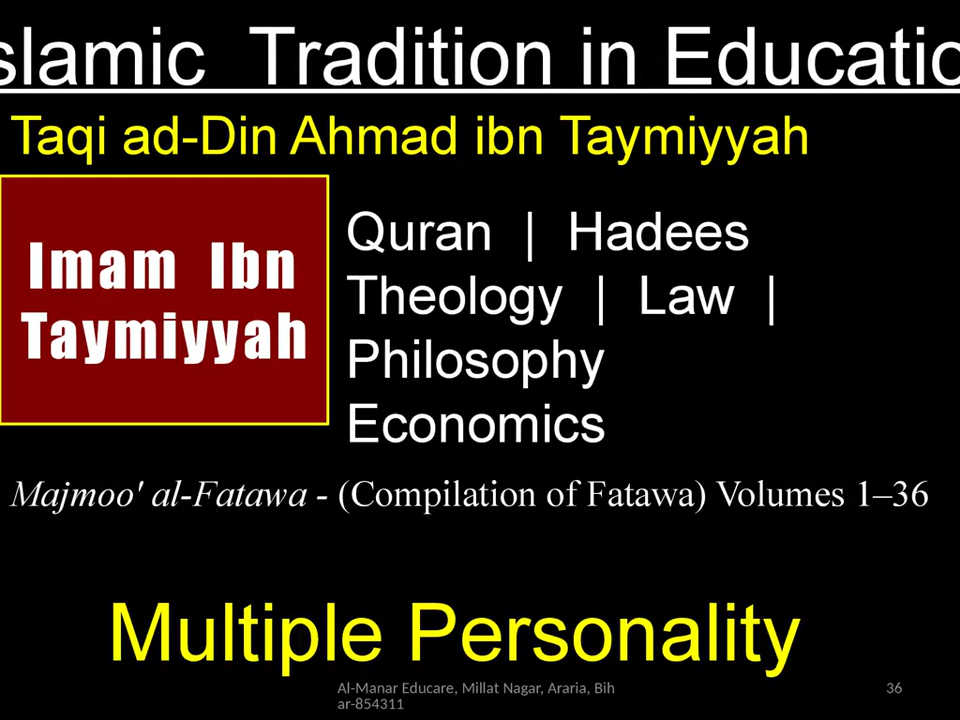 slamic Tradition in Educatio
Taqi ad-Din Ahmad ibn Taymiyyah
Imam Ibn
Taymiyyah
Quran | Hadees
Theology | Law |
Philosophy
Economics
Majmoo' al-Fatawa - (Compilation of Fatawa) Volumes 1–36
Multiple Personality
Al-Manar Educare, Millat Nagar, Araria, Bih
ar-854311
36